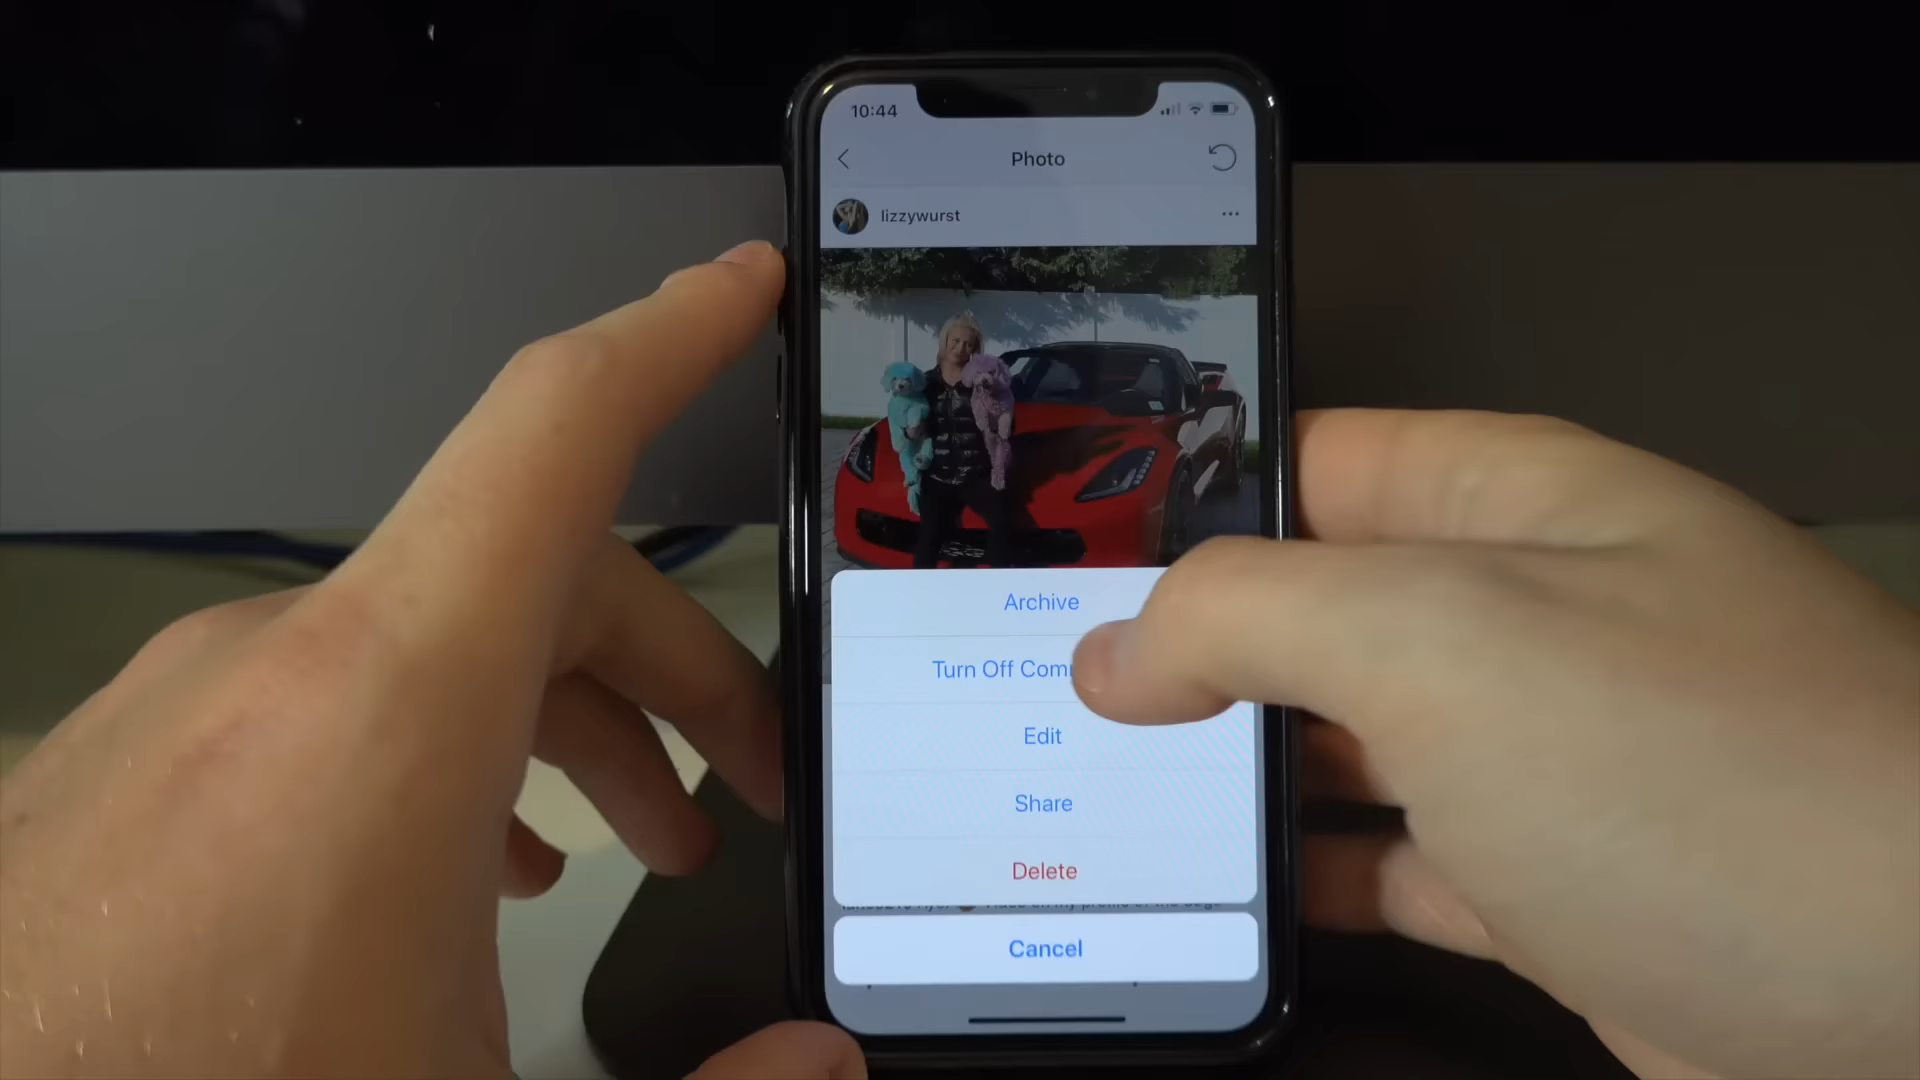 10:44
Photo
lizzywurst
Archive
Turn Off Com
Edit
Share
Delete
Cancel